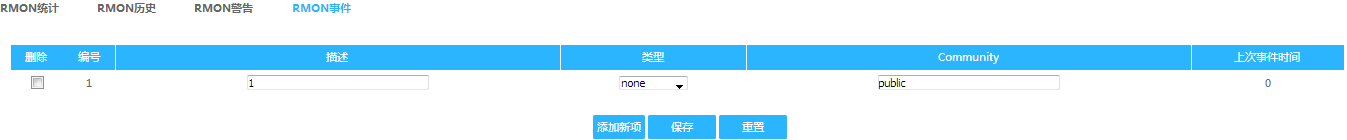 RMON统计 RMON历史 RMON警告 RMON事件
删除 编号 描述 类型 Community 上次事件时间
1 1 none public 0
添加新项 保存 重置